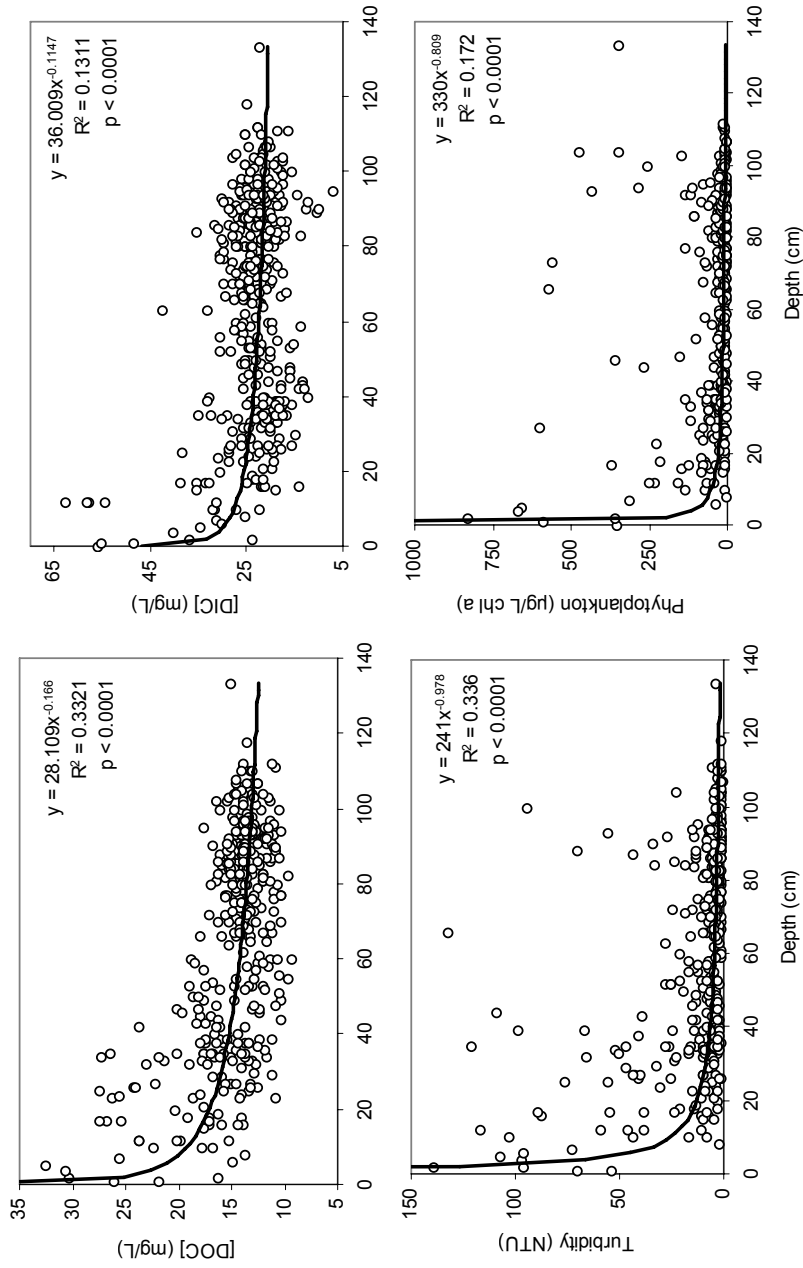 y = 28.109x^-0.166
R² = 0.3321
p < 0.0001
[DOC] (mg/L)
35
30
25
20
15
10
5
0 20 40 60 80 100 120 140
y = 36.009x^-0.1147
R² = 0.1311
p < 0.0001
[DIC] (mg/L)
65
45
25
5
0 20 40 60 80 100 120 140
y = 241x^-0.978
R² = 0.336
p < 0.0001
Turbidity (NTU)
150
100
50
0
0 20 40 60 80 100 120 140
Depth (cm)
y = 330x^-0.809
R² = 0.172
p < 0.0001
Phytoplankton (µg/L chl a)
1000
750
500
250
0
0 20 40 60 80 100 120 140
Depth (cm)